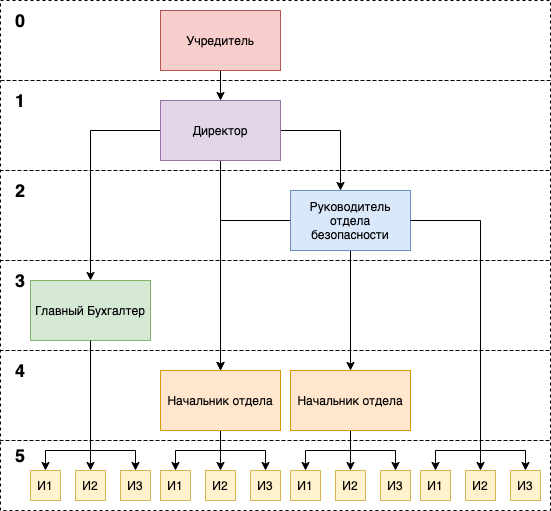 0
Учредитель
1
Директор
2
Руководитель
отдела
безопасности
3
Главный Бухгалтер
4
Начальник отдела
Начальник отдела
5
И1 И2 И3 И1 И2 И3 И1 И2 И3 И1 И2 И3